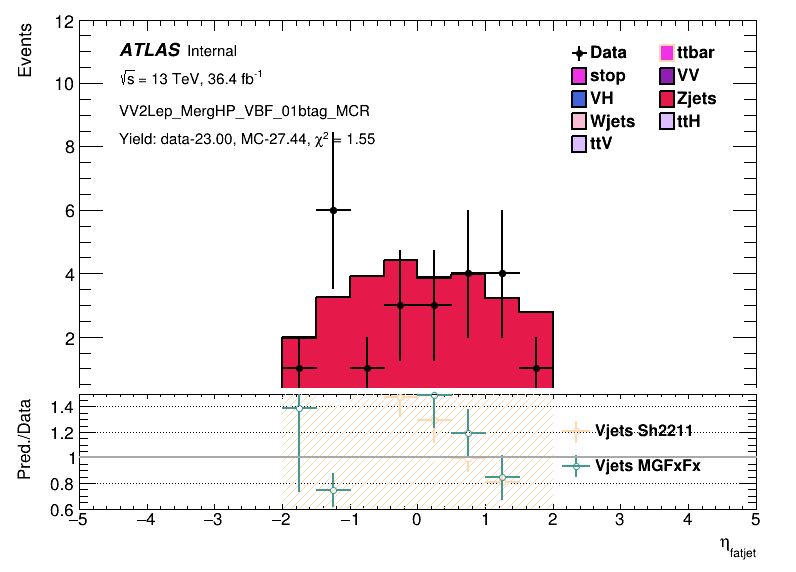 Events
12
10
8
6
4
2
ATLAS Internal
√s = 13 TeV, 36.4 fb⁻¹
VV2Lep_MergHP_VBF_01btag_MCR
Yield: data-23.00, MC-27.44, χ² = 1.55
Data
ttbar
stop
VV
VH
Zjets
Wjets
ttH
ttV
Pred./Data
1.4
1.2
1
0.8
0.6
Vjets Sh2211
Vjets MGFxFx
−5 −4 −3 −2 −1 0 1 2 3 4 5
η_fatjet